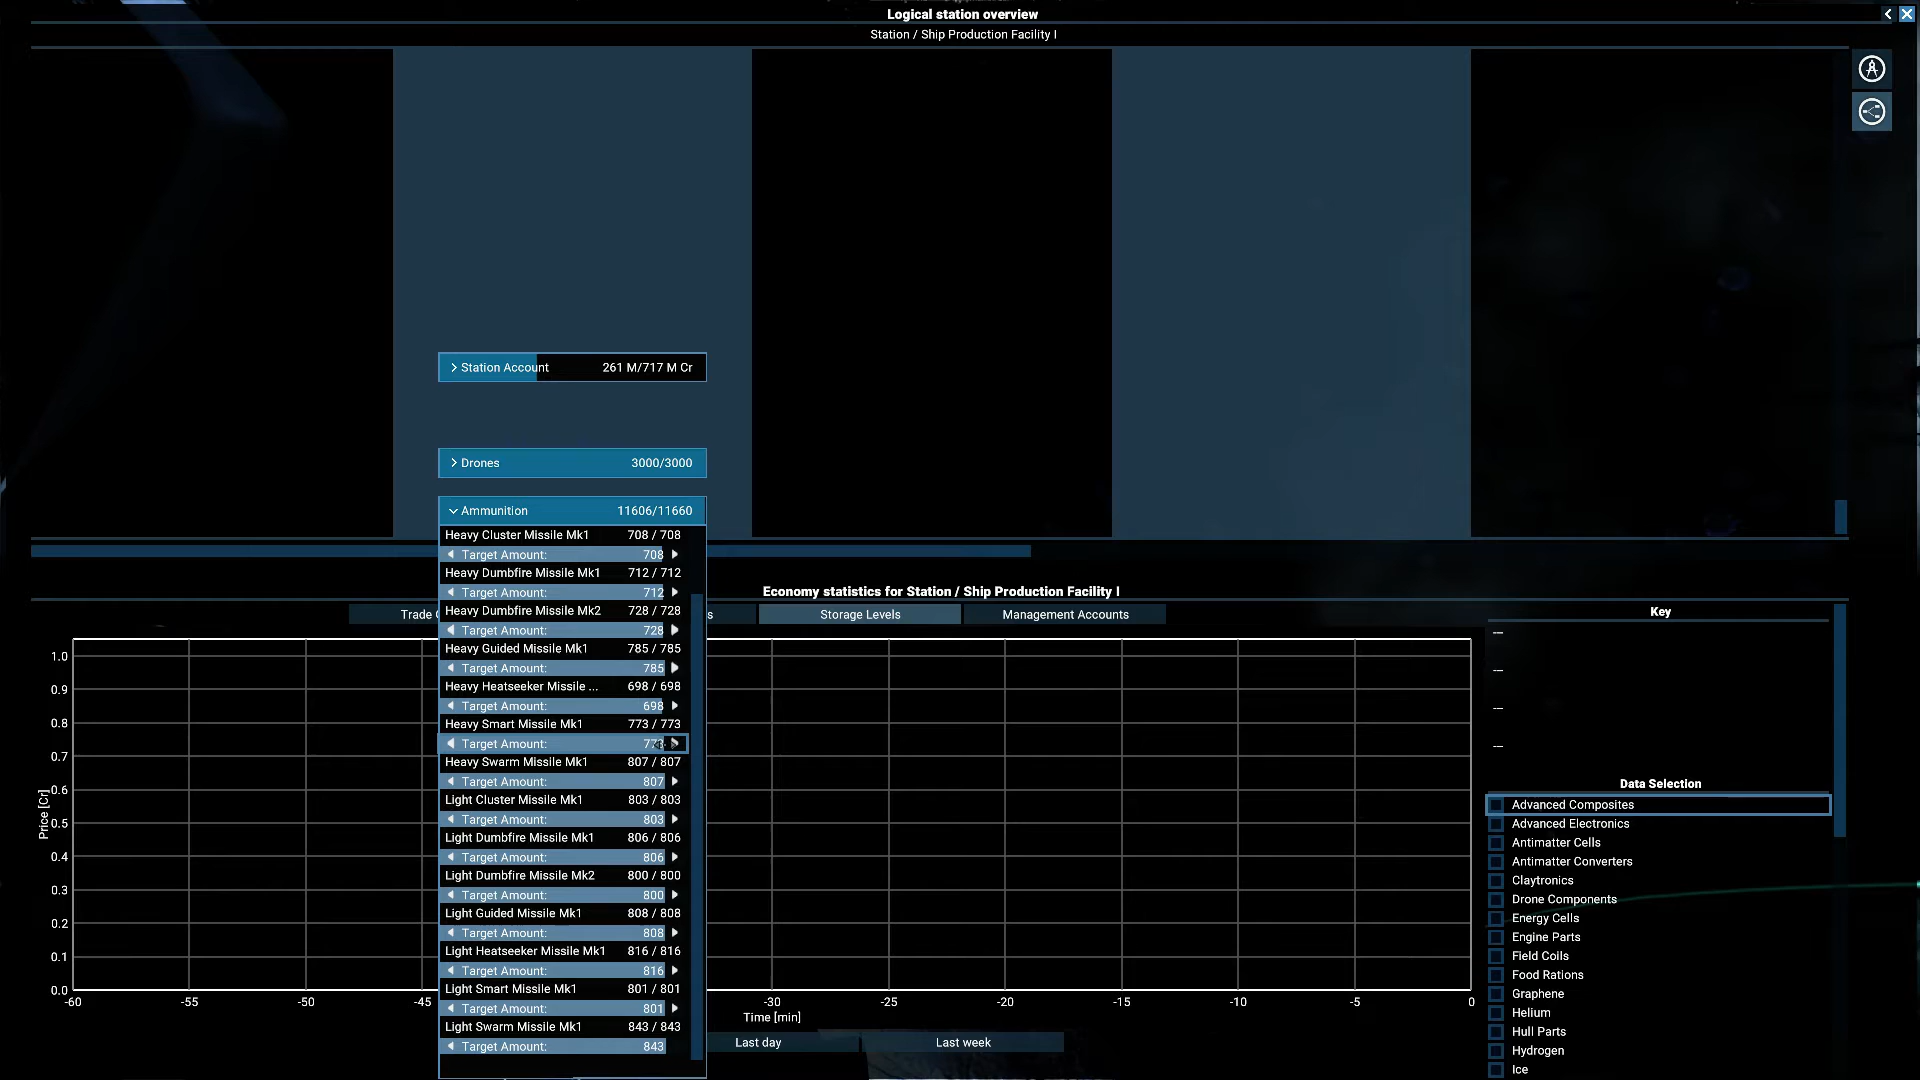 Logical station overview
Station / Ship Production Facility I
Station Account 261 M/717 M Cr
Drones 3000/3000
Ammunition 11606/11660
Heavy Cluster Missile Mk1 708 / 708
Target Amount: 708
Heavy Dumbfire Missile Mk1 712 / 712
Target Amount: 712
Heavy Dumbfire Missile Mk2 728 / 728
Target Amount: 728
Heavy Guided Missile Mk1 785 / 785
Target Amount: 785
Heavy Heatseeker Missile ... 698 / 698
Target Amount: 698
Heavy Smart Missile Mk1 773 / 773
Target Amount:
Heavy Swarm Missile Mk1 807 / 807
Target Amount: 807
Light Cluster Missile Mk1 803 / 803
Target Amount: 803
Light Dumbfire Missile Mk1 806 / 806
Target Amount: 806
Light Dumbfire Missile Mk2 800 / 800
Target Amount: 800
Light Guided Missile Mk1 808 / 808
Target Amount: 808
Light Heatseeker Missile Mk1 816 / 816
Target Amount: 816
Light Smart Missile Mk1 801 / 801
Target Amount: 801
Light Swarm Missile Mk1 843 / 843
Target Amount: 843
Economy statistics for Station / Ship Production Facility I
Trade
s
Storage Levels
Management Accounts
Price [Cr]
1.0
0.9
0.8
0.7
0.6
0.5
0.4
0.3
0.2
0.1
0.0
-60 -55 -50 -45 -30 -25 -20 -15 -10 -5 0
Time [min]
Last day
Last week
Key
---
---
---
---
Data Selection
Advanced Composites
Advanced Electronics
Antimatter Cells
Antimatter Converters
Claytronics
Drone Components
Energy Cells
Engine Parts
Field Coils
Food Rations
Graphene
Helium
Hull Parts
Hydrogen
Ice